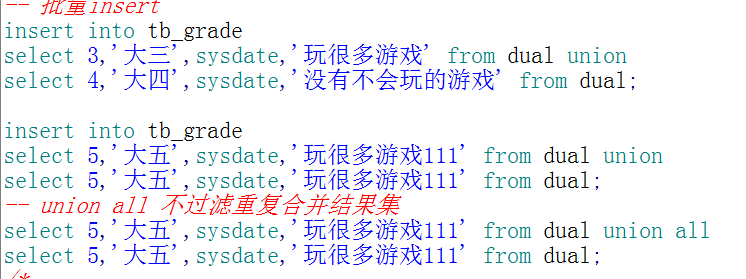 -- 批量insert
insert into tb_grade
select 3,'大三',sysdate,'玩很多游戏' from dual union
select 4,'大四',sysdate,'没有不会玩的游戏' from dual;
insert into tb_grade
select 5,'大五',sysdate,'玩很多游戏111' from dual union
select 5,'大五',sysdate,'玩很多游戏111' from dual;
-- union all 不过滤重复合并结果集
select 5,'大五',sysdate,'玩很多游戏111' from dual union all
select 5,'大五',sysdate,'玩很多游戏111' from dual;
/*